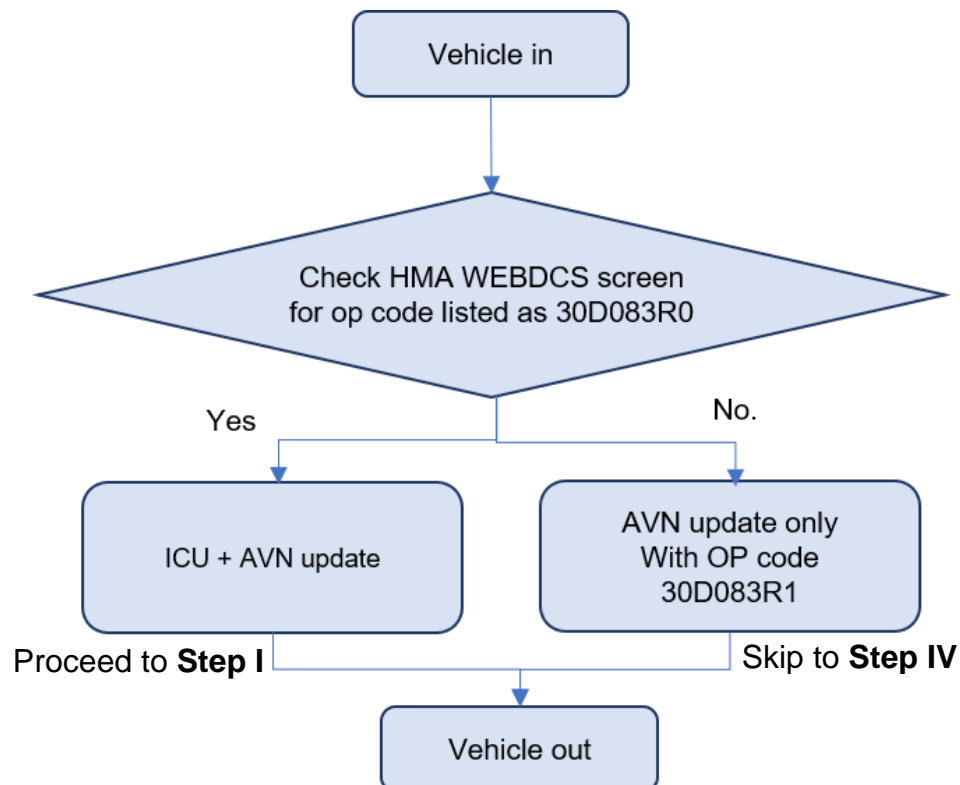 Vehicle in
Check HMA WEBDCS screen
for op code listed as 30D083R0
Yes
No.
ICU + AVN update
AVN update only
With OP code
30D083R1
Proceed to Step I
Skip to Step IV
Vehicle out